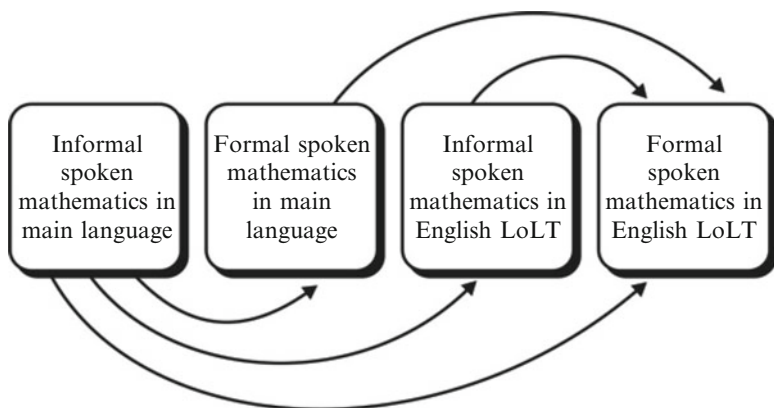 Informal
spoken
mathematics in
main language
Formal spoken
mathematics
in main
language
Informal
spoken
mathematics in
English LoLT
Formal
spoken
mathematics in
English LoLT